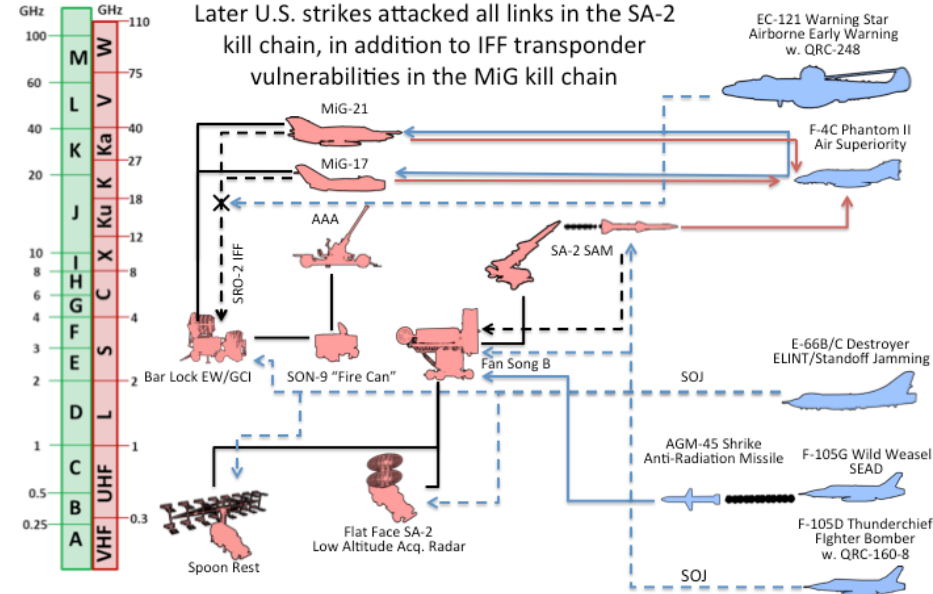 Later U.S. strikes attacked all links in the SA-2
kill chain, in addition to IFF transponder
vulnerabilities in the MiG kill chain
GHz
GHz
110
100
75
60
40
40
27
20
18
12
10
8
8
6
4
4
3
2
2
1
1
0.5
0.3
0.25
M
L
K
J
I
H
G
F
E
D
C
B
A
W
V
Ka
K
Ku
X
C
S
L
UHF
VHF
EC-121 Warning Star
Airborne Early Warning
w. QRC-248
MiG-21
F-4C Phantom II
Air Superiority
MiG-17
AAA
SA-2 SAM
SRO-2 IFF
Bar Lock EW/GCI
SON-9 "Fire Can"
Fan Song B
E-66B/C Destroyer
ELINT/Standoff Jamming
SOJ
AGM-45 Shrike
Anti-Radiation Missile
F-105G Wild Weasel
SEAD
Flat Face SA-2
Low Altitude Acq. Radar
Spoon Rest
F-105D Thunderchief
FIghter Bomber
w. QRC-160-8
SOJ